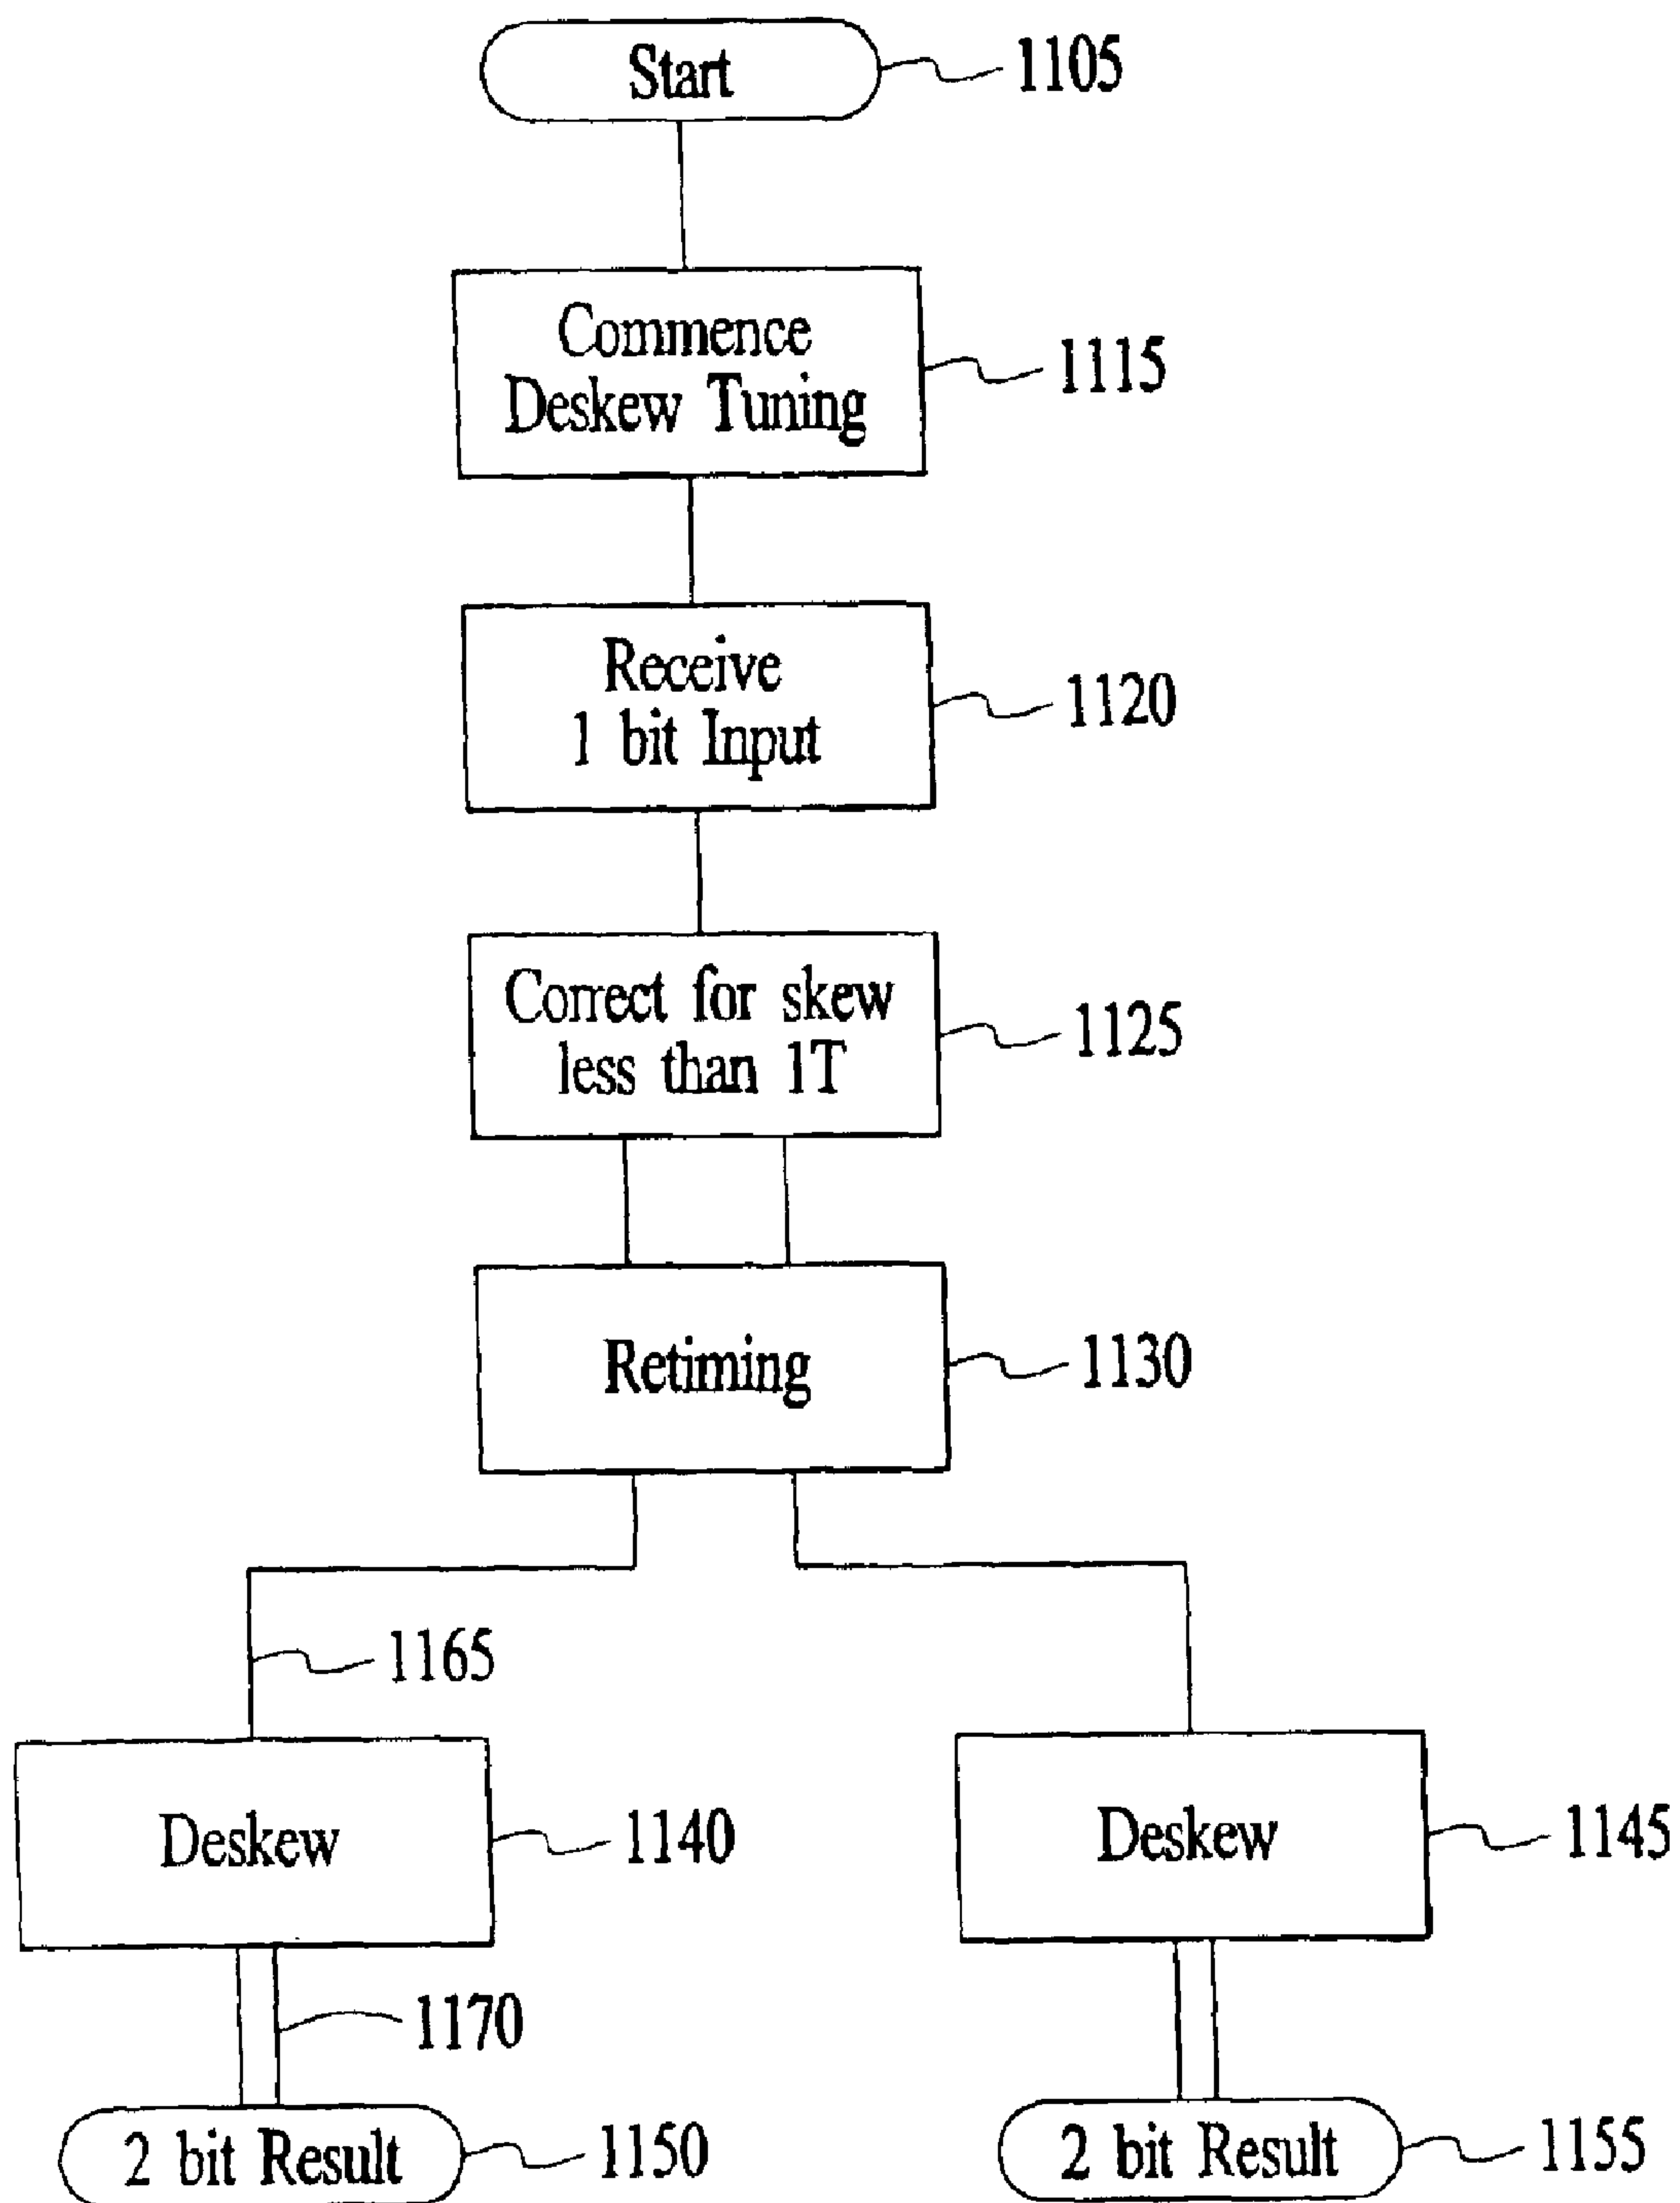 Start
1105
Commence
Deskew Tuning
1115
Receive
1 bit Input
1120
Correct for skew
less than 1T
1125
Retiming
1130
1165
Deskew
1140
Deskew
1145
1170
2 bit Result
1150
2 bit Result
1155